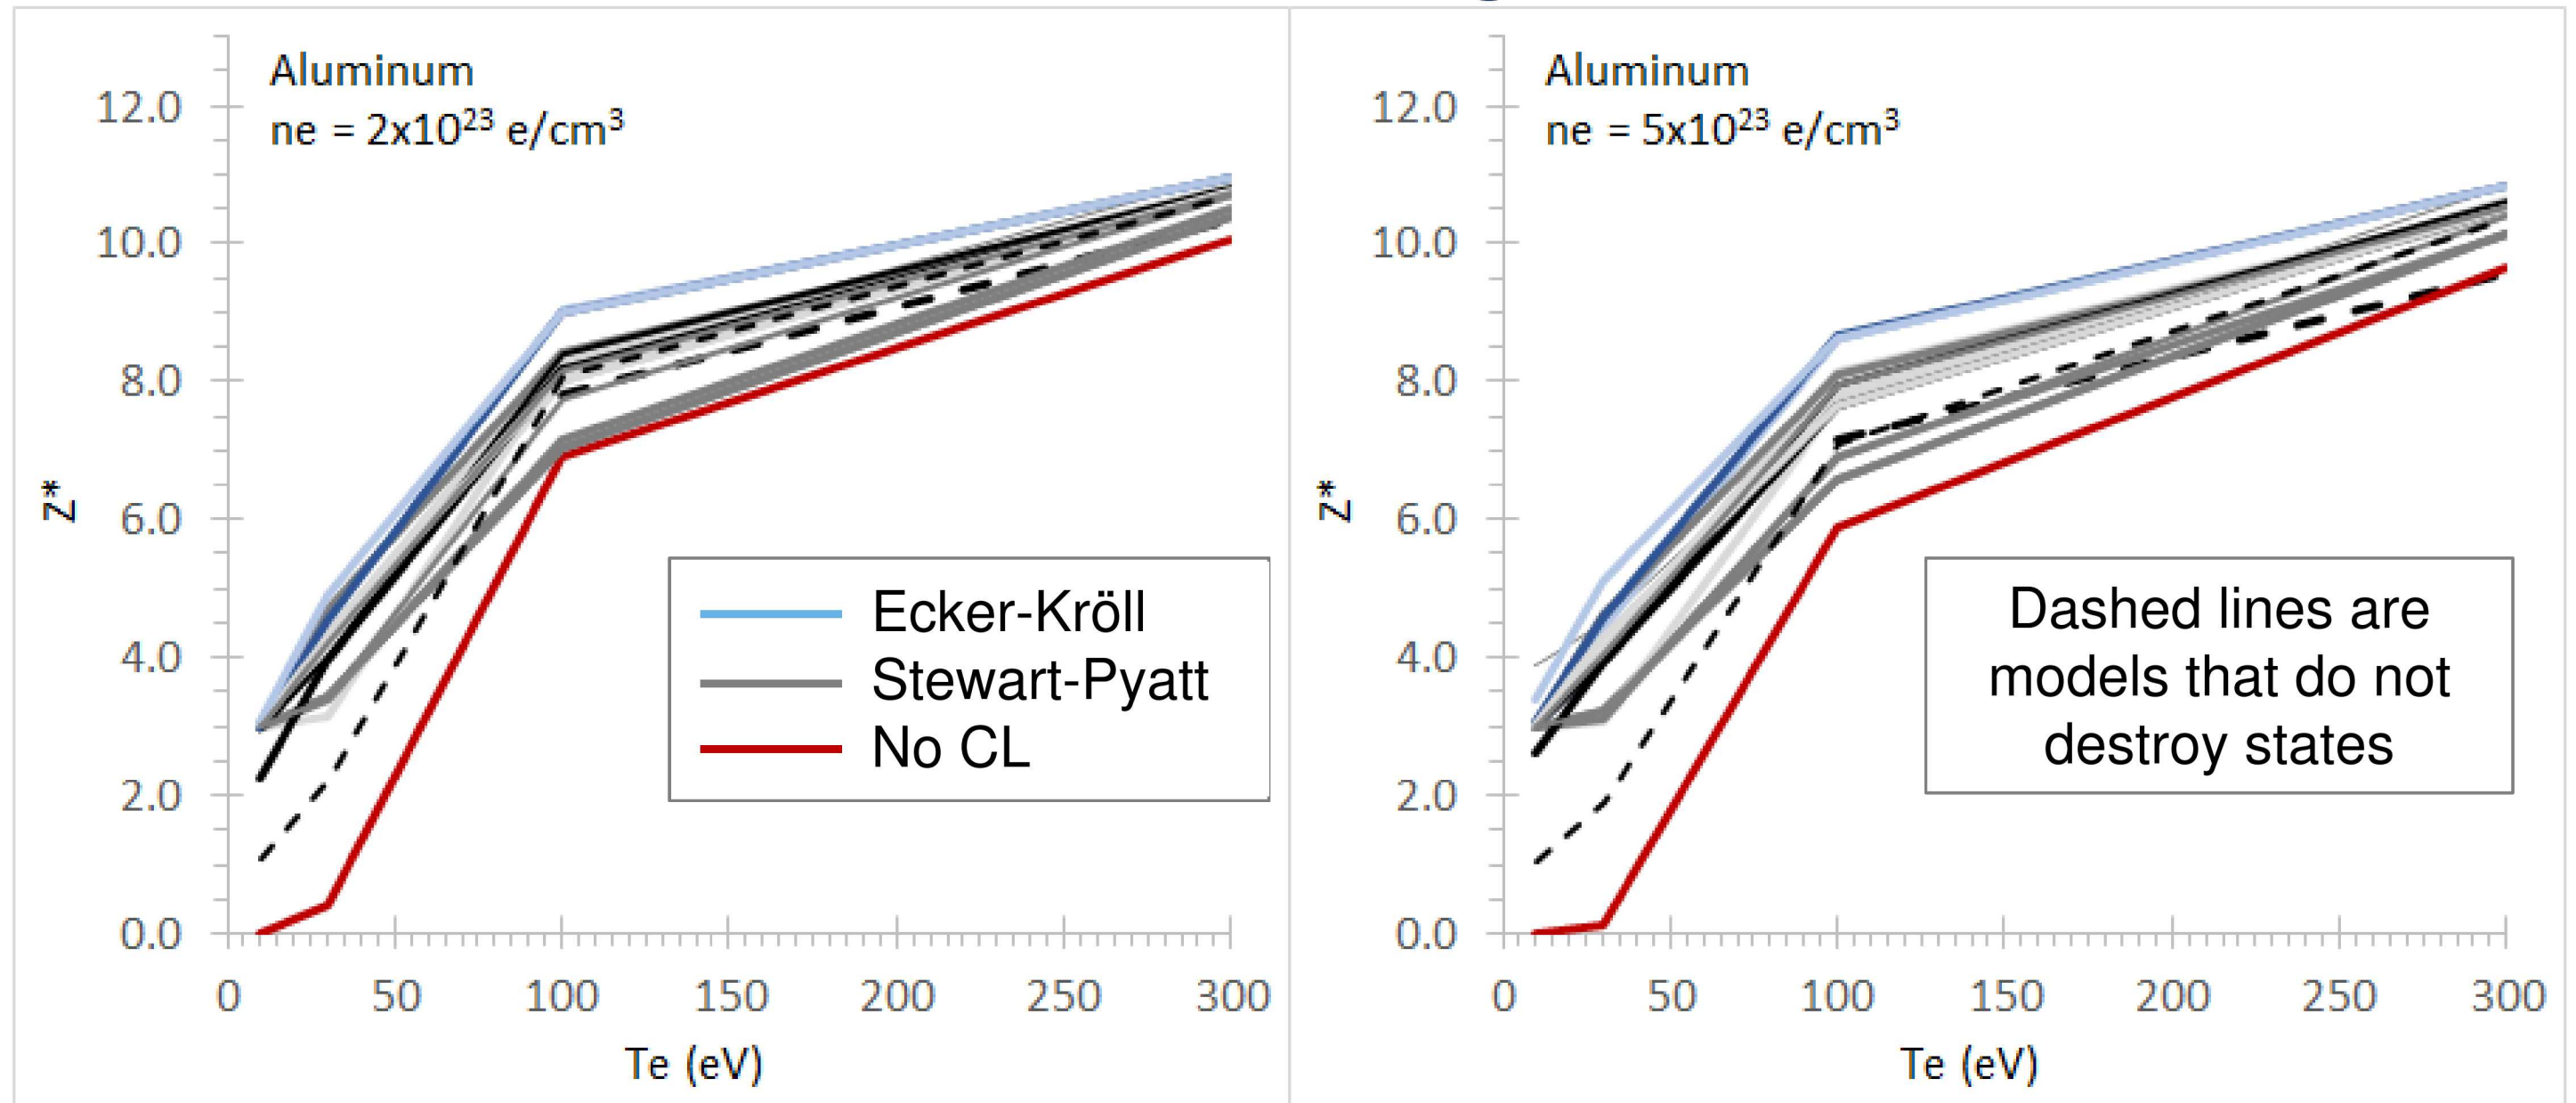 Aluminum
ne = 2x10²³ e/cm³
12.0
10.0
8.0
6.0
4.0
2.0
0.0
Z*
0 50 100 150 200 250 300
Te (eV)
Ecker-Kröll
Stewart-Pyatt
No CL
Aluminum
ne = 5x10²³ e/cm³
12.0
10.0
8.0
6.0
4.0
2.0
0.0
Z*
0 50 100 150 200 250 300
Te (eV)
Dashed lines are
models that do not
destroy states